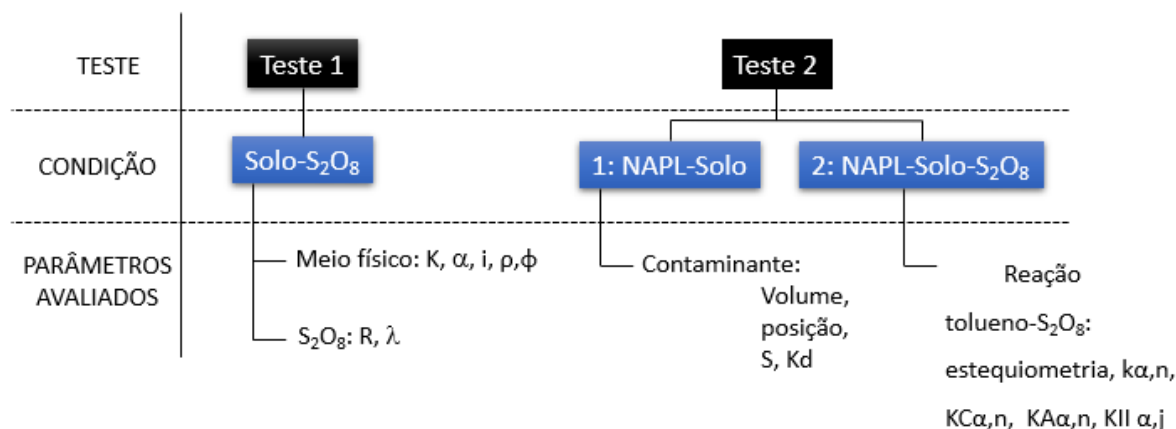 TESTE
Teste 1
Teste 2
CONDIÇÃO
Solo-S₂O₈
1: NAPL-Solo
2: NAPL-Solo-S₂O₈
PARÂMETROS
AVALIADOS
Meio físico: K, α, i, ρ,ϕ
S₂O₈: R, λ
Contaminante:
Volume,
posição,
S, Kd
Reação
tolueno-S₂O₈:
estequiometria, kα,n,
KCα,n, KAα,n, KII α,j